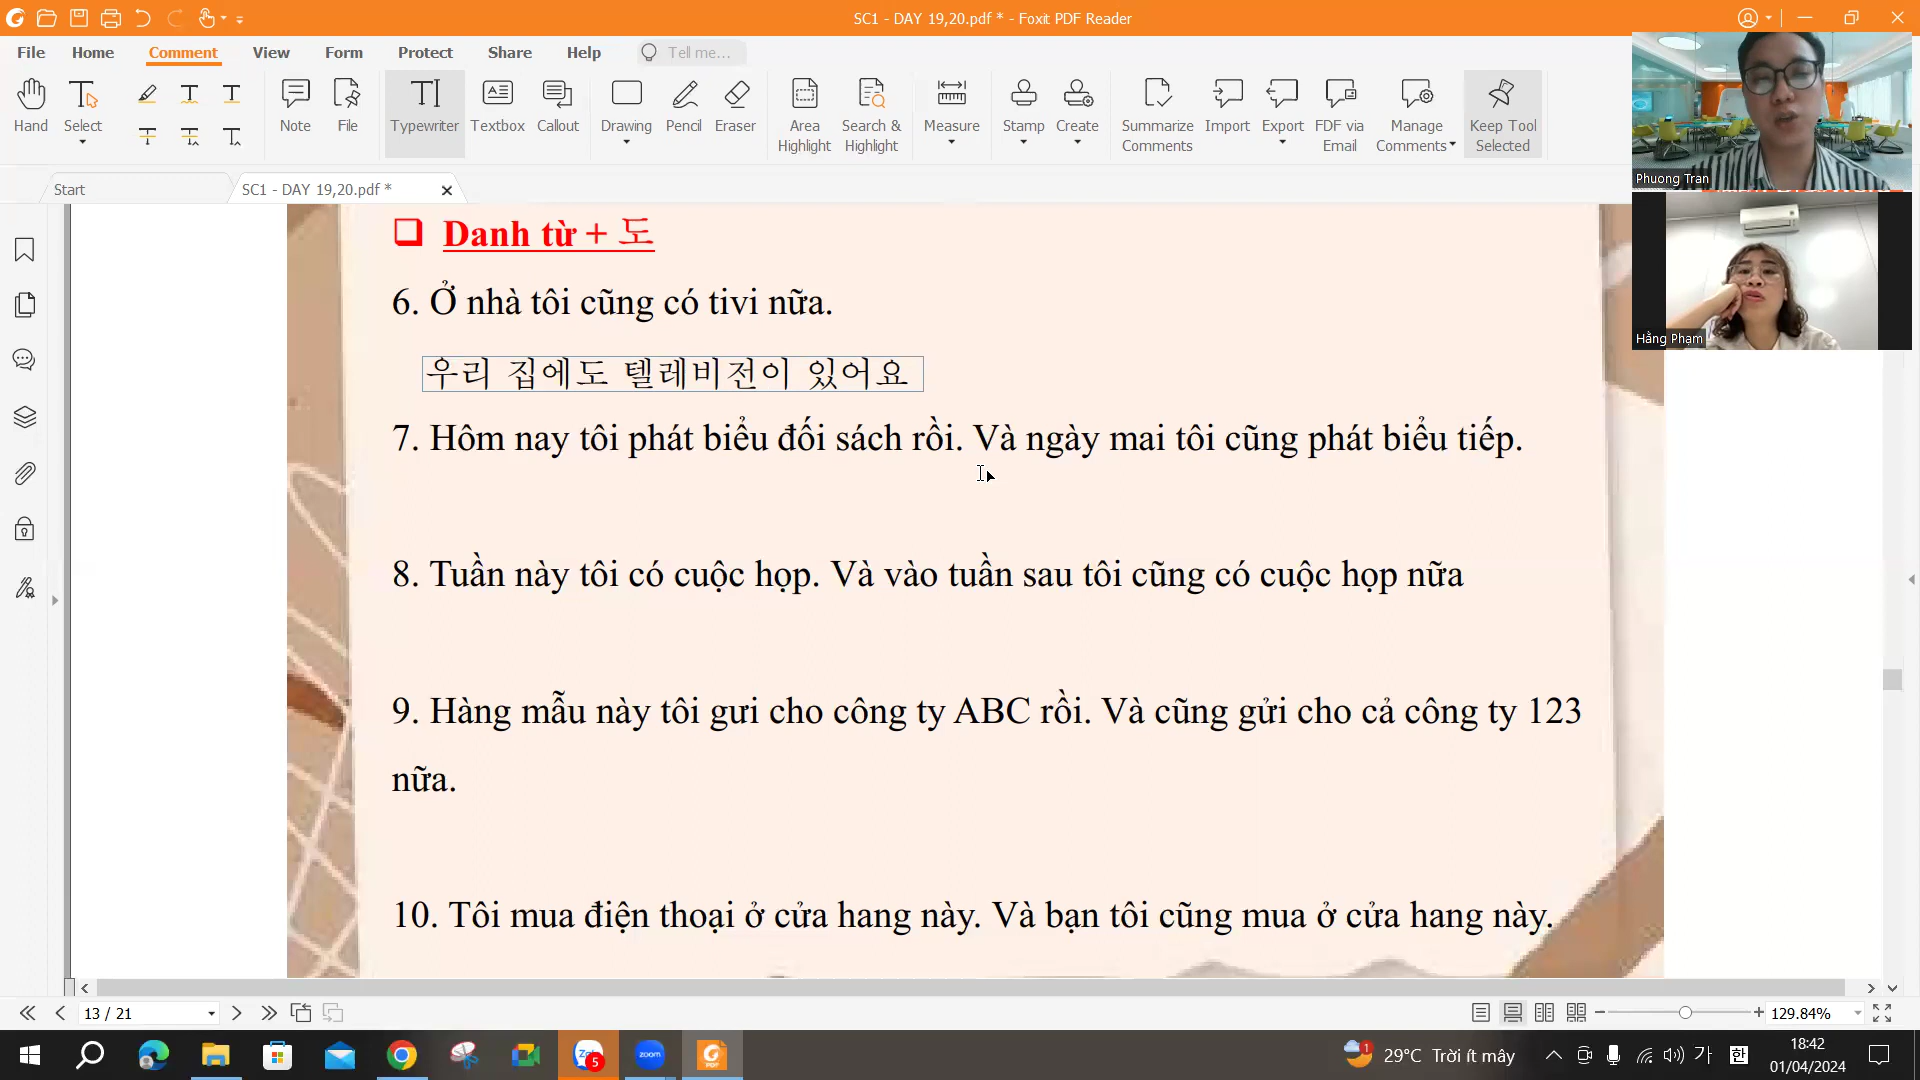 SC1 - DAY 19,20.pdf * - Foxit PDF Reader
File Home Comment View Form Protect Share Help Tell me...
Hand Select Note File Typewriter Textbox Callout Drawing Pencil Eraser Area Highlight Search & Highlight Measure Stamp Create Summarize Comments Import Export FDF via Email Manage Comments Keep Tool Selected
Phuong Tran
Start SC1 - DAY 19,20.pdf *
Hằng Phạm
Danh từ + 도
6. Ở nhà tôi cũng có tivi nữa.
우리 집에도 텔레비전이 있어요
7. Hôm nay tôi phát biểu đối sách rồi. Và ngày mai tôi cũng phát biểu tiếp.
8. Tuần này tôi có cuộc họp. Và vào tuần sau tôi cũng có cuộc họp nữa
9. Hàng mẫu này tôi gưi cho công ty ABC rồi. Và cũng gửi cho cả công ty 123
nữa.
10. Tôi mua điện thoại ở cửa hang này. Và bạn tôi cũng mua ở cửa hang này.
13 / 21 129.84%
5 zoom 1 29°C Trời ít mây 가 한 18:42
01/04/2024